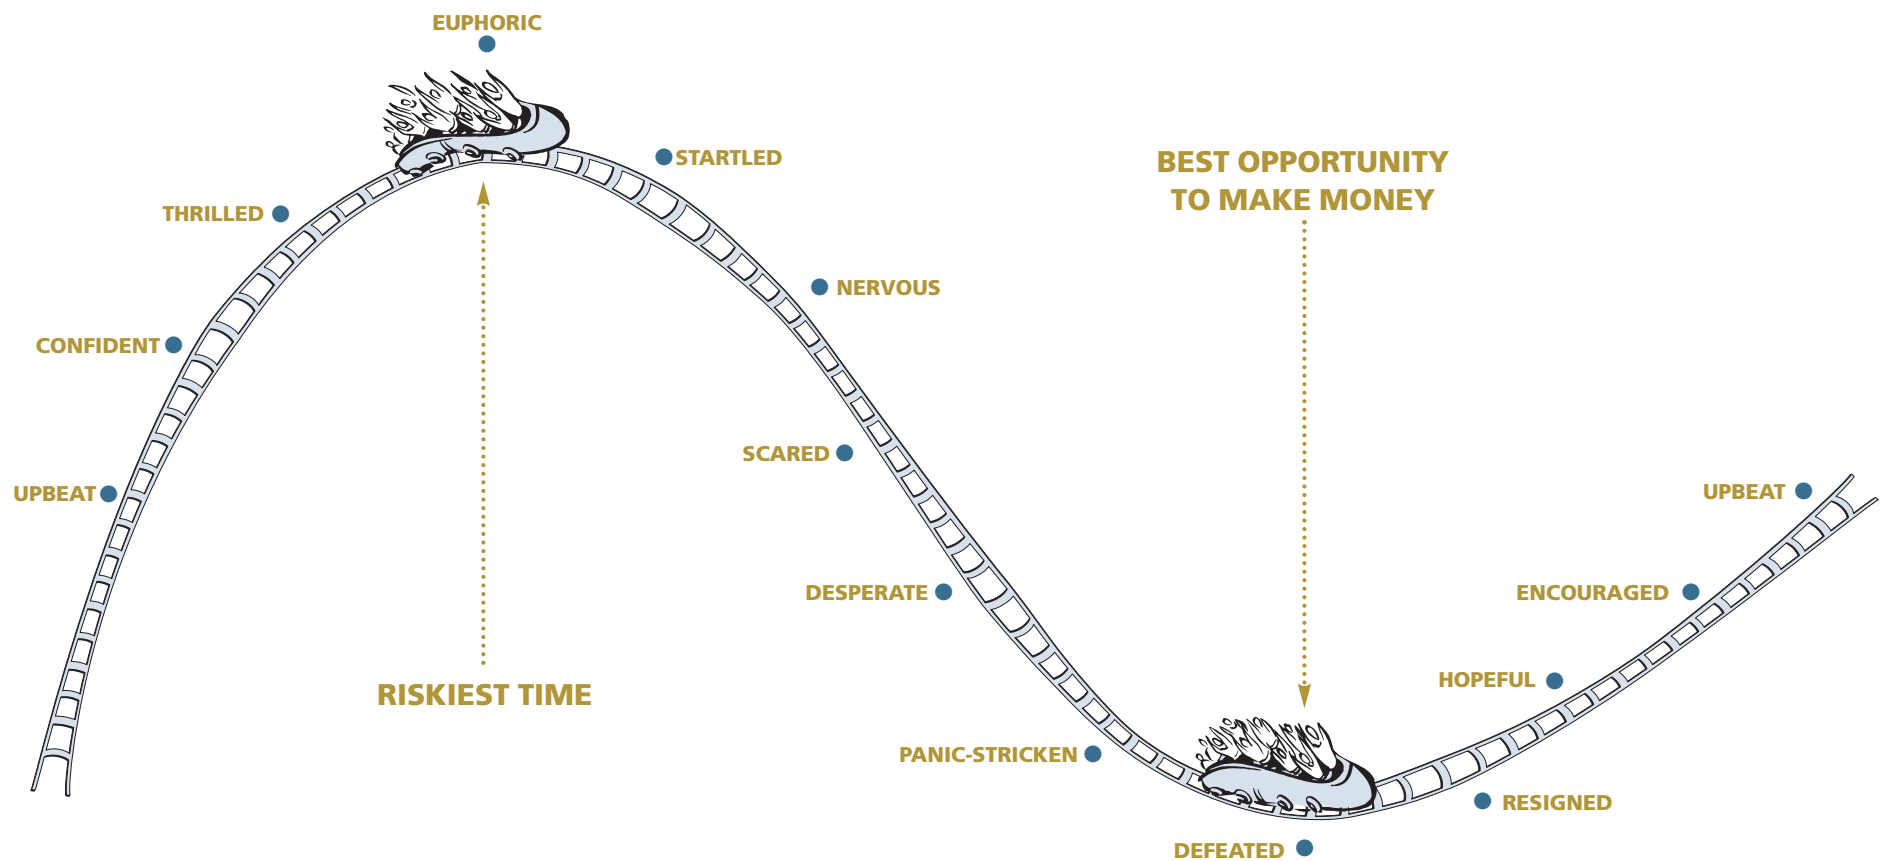 EUPHORIC
STARTLED
THRILLED
BEST OPPORTUNITY
TO MAKE MONEY
NERVOUS
CONFIDENT
SCARED
UPBEAT
UPBEAT
DESPERATE
ENCOURAGED
RISKIEST TIME
HOPEFUL
PANIC-STRICKEN
RESIGNED
DEFEATED